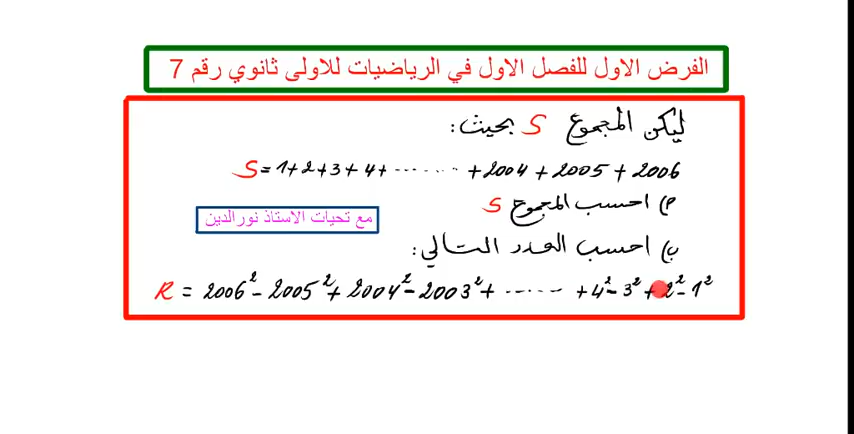 الفرض الاول للفصل الاول في الرياضيات للاولى ثانوي رقم 7
ليكن المجموع S بحيث:
S = 1+2+3+4+ ........ +2004+2005+2006
أ) احسب المجموع S
مع تحيات الاستاذ نورالدين
ب) احسب العدد التالي:
R = 2006² - 2005² + 2004² - 2003² + ........ +4² - 3² + 2² - 1²